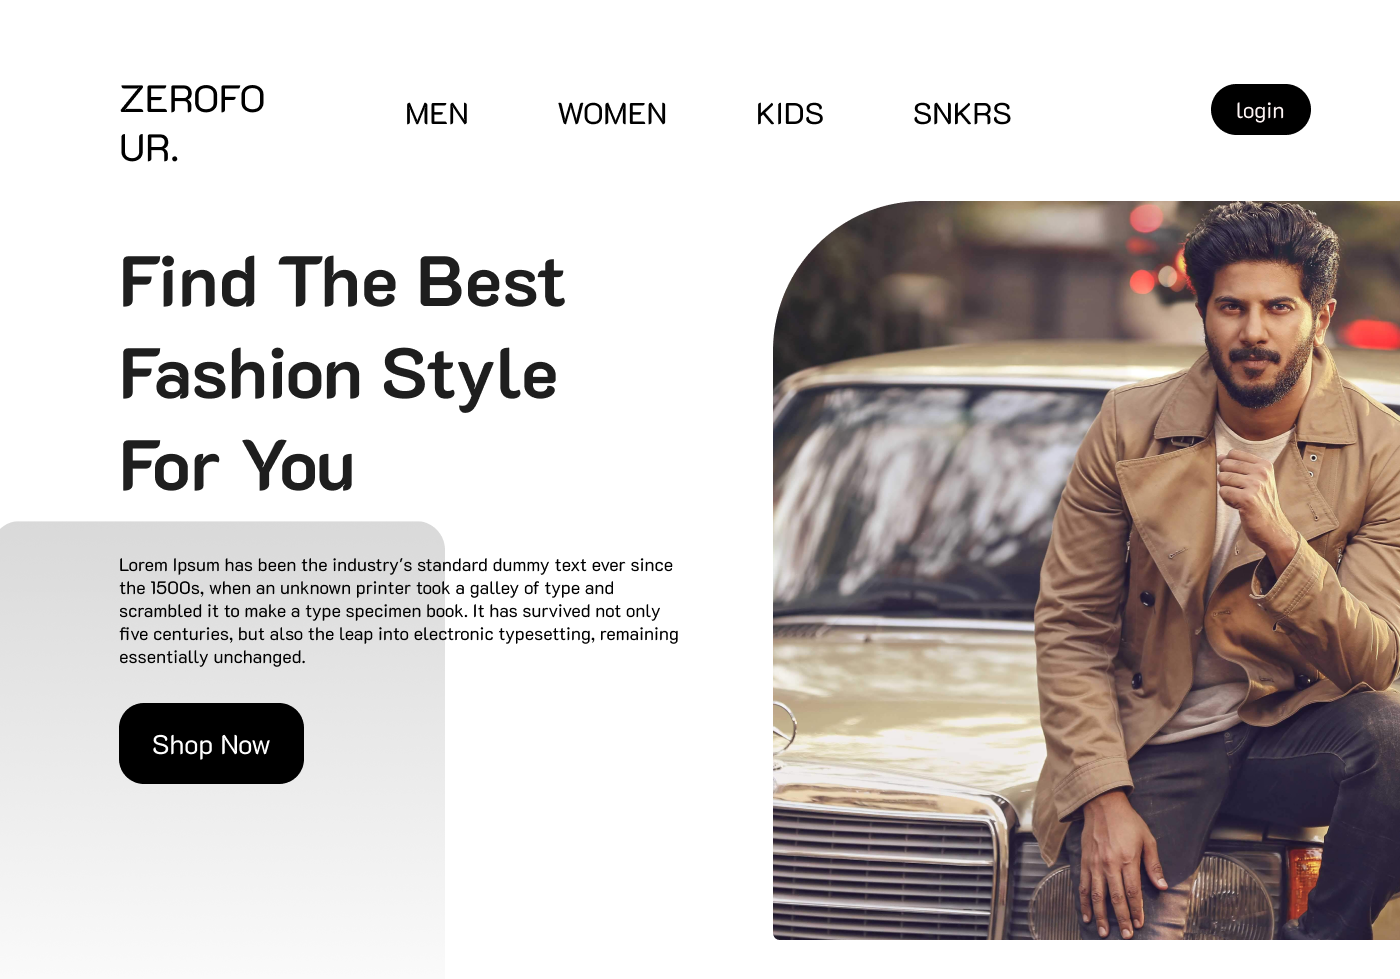 ZEROFO
UR.
MEN
WOMEN
KIDS
SNKRS
login
Find The Best
Fashion Style
For You
Lorem Ipsum has been the industry's standard dummy text ever since
the 1500s, when an unknown printer took a galley of type and
scrambled it to make a type specimen book. It has survived not only
five centuries, but also the leap into electronic typesetting, remaining
essentially unchanged.
Shop Now